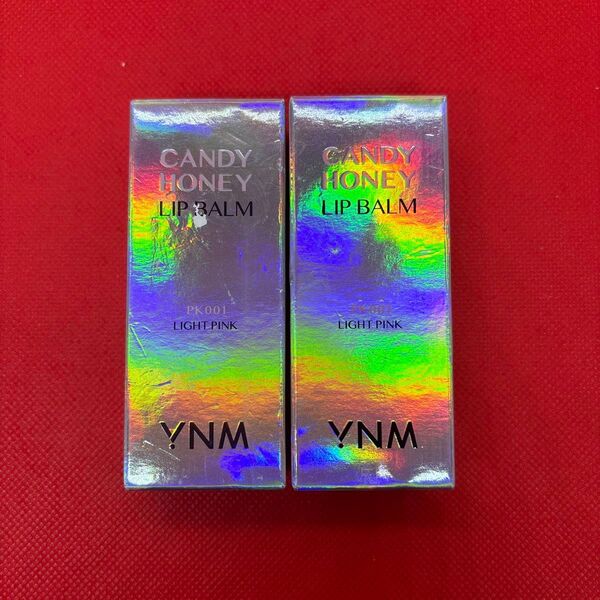 CANDY
HONEY
LIP BALM
PK001
LIGHT PINK
YNM
CANDY
HONEY
LIP BALM
LIGHT PINK
YNM